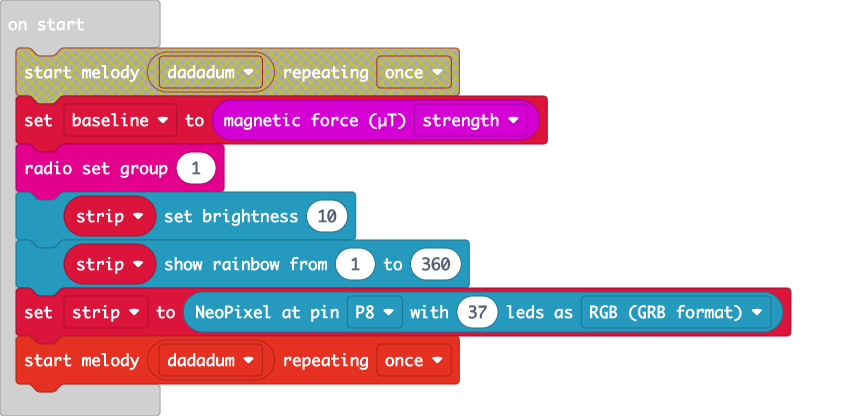 on start
start melody dadadum repeating once
set baseline to magnetic force (µT) strength
radio set group 1
strip set brightness 10
strip show rainbow from 1 to 360
set strip to NeoPixel at pin P8 with 37 leds as RGB (GRB format)
start melody dadadum repeating once